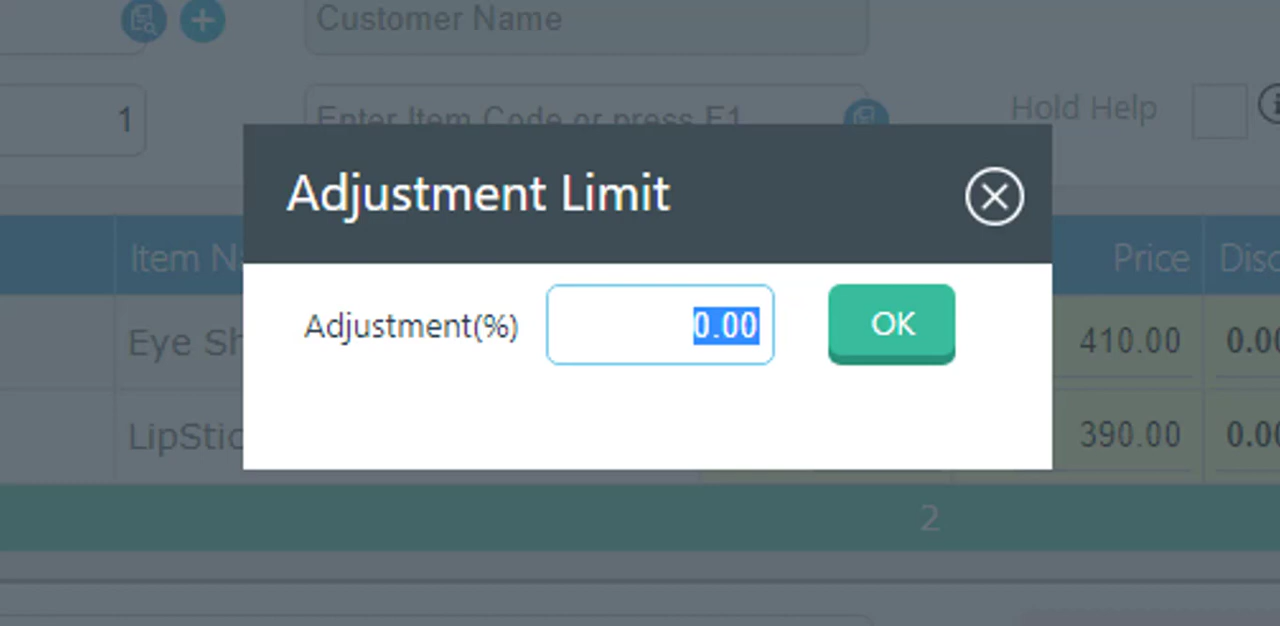 Customer Name
1
Enter Item Code or press F1
Hold Help
Adjustment Limit
Item N
Price
Disc
Adjustment(%)
0.00
OK
Eye Sh
410.00
0.00
LipStic
390.00
0.00
2